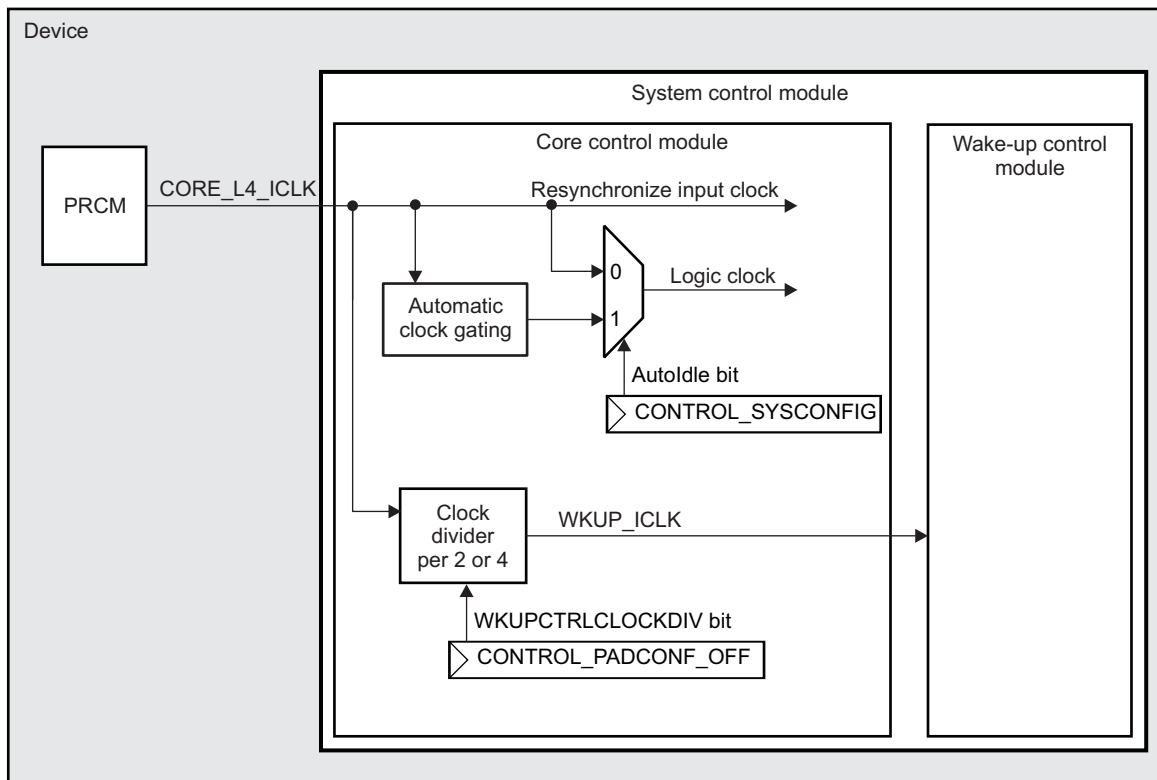 Device
System control module
Core control module
Wake-up control
module
PRCM
CORE_L4_ICLK
Resynchronize input clock
0
Logic clock
Automatic
clock gating
1
AutoIdle bit
CONTROL_SYSCONFIG
Clock
divider
per 2 or 4
WKUP_ICLK
WKUPCTRLCLOCKDIV bit
CONTROL_PADCONF_OFF